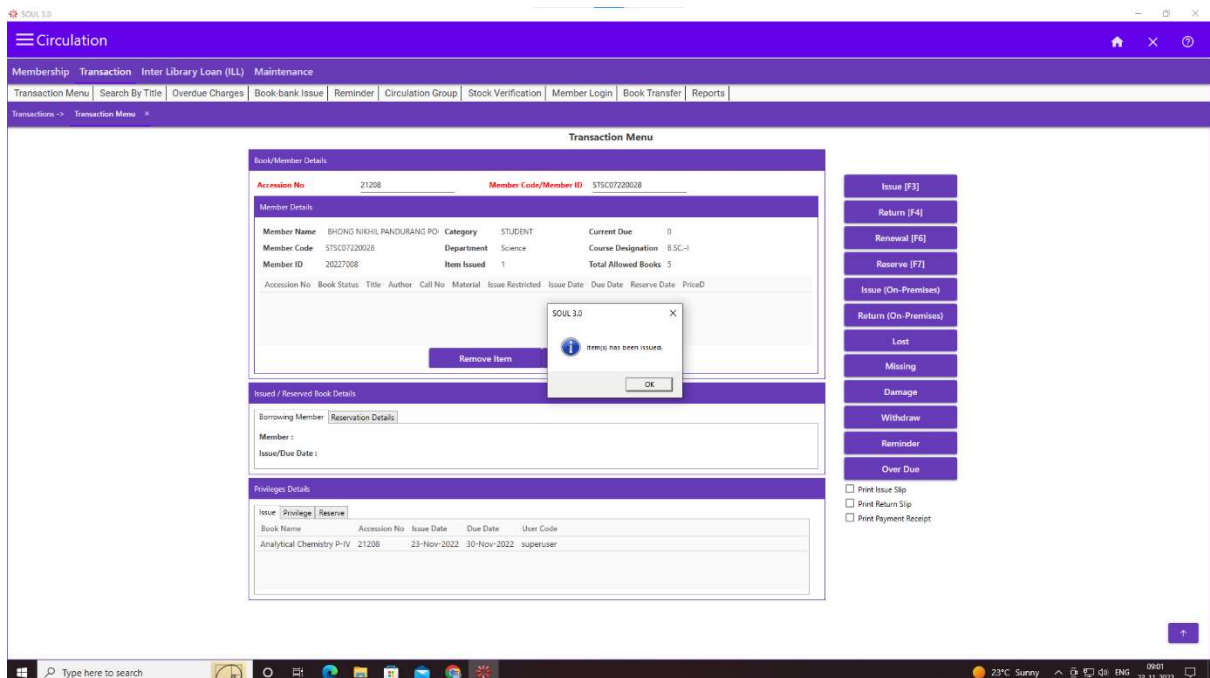 SOUL 3.0
Circulation
Membership Transaction Inter Library Loan (ILL) Maintenance
Transaction Menu Search By Title Overdue Charges Book-bank Issue Reminder Circulation Group Stock Verification Member Login Book Transfer Reports
Transactions -> Transaction Menu ×
Transaction Menu
Book/Member Details
Accession No 21208 Member Code/Member ID STSC07220028
Member Details
Member Name BHONG NIKHIL PANDURANG PO Category STUDENT Current Due 0
Member Code STSC07220028 Department Science Course Designation B.SC.-I
Member ID 20227008 Item Issued 1 Total Allowed Books 5
Accession No Book Status Title Author Call No Material Issue Restricted Issue Date Due Date Reserve Date PriceD
SOUL 3.0
Item(s) has been issued.
OK
Remove Item
Issued / Reserved Book Details
Borrowing Member Reservation Details
Member :
Issue/Due Date :
Privileges Details
Issue Privilege Reserve
Book Name Accession No Issue Date Due Date User Code
Analytical Chemistry P-IV 21208 23-Nov-2022 30-Nov-2022 superuser
Issue [F3]
Return [F4]
Renewal [F6]
Reserve [F7]
Issue (On-Premises)
Return (On-Premises)
Lost
Missing
Damage
Withdraw
Reminder
Over Due
Print Issue Slip
Print Return Slip
Print Payment Receipt
Type here to search
23°C Sunny ENG 09:01